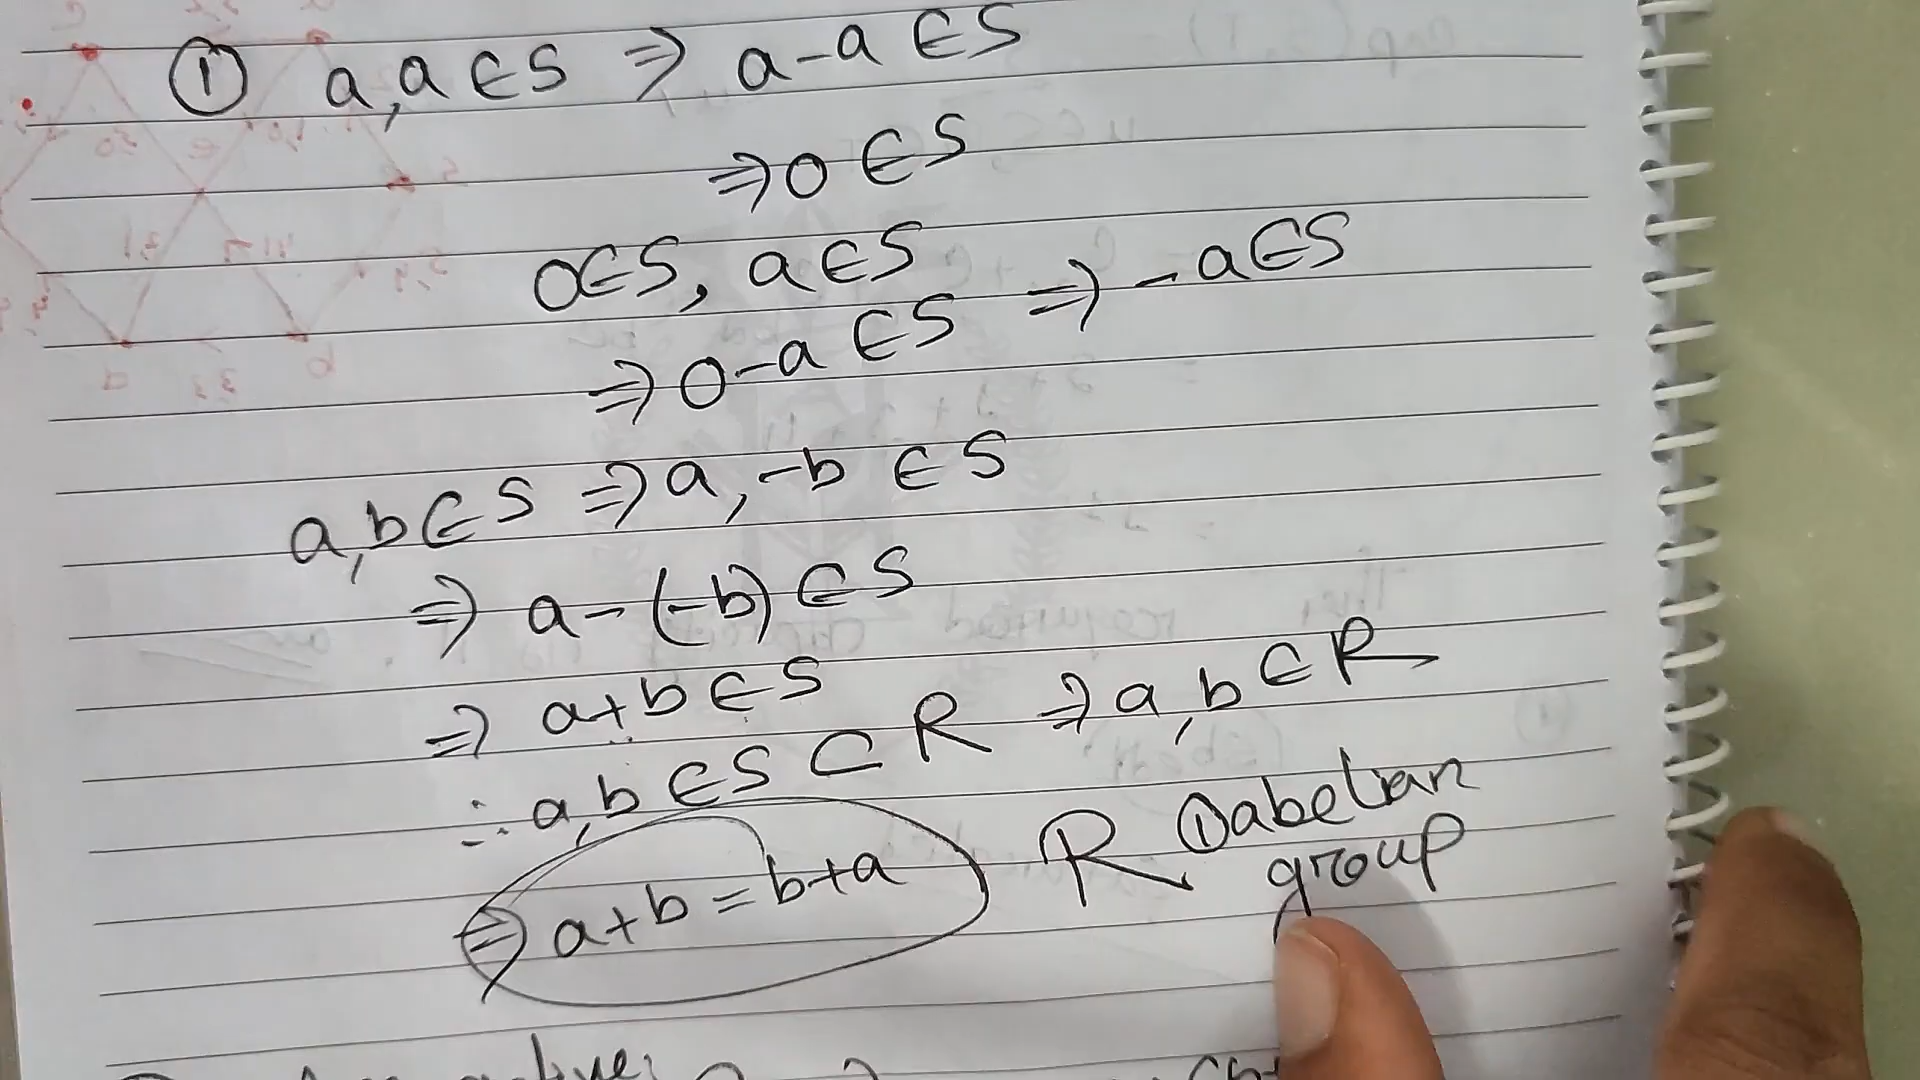 ① a, a ∈ S ⇒ a - a ∈ S
⇒ 0 ∈ S
0 ∈ S, a ∈ S
⇒ 0 - a ∈ S ⇒ - a ∈ S
a, b ∈ S ⇒ a, -b ∈ S
⇒ a - (-b) ∈ S
⇒ a + b ∈ S
∴ a, b ∈ S ⊂ R ⇒ a, b ∈ R
⇒ a + b = b + a R ① abelian
group